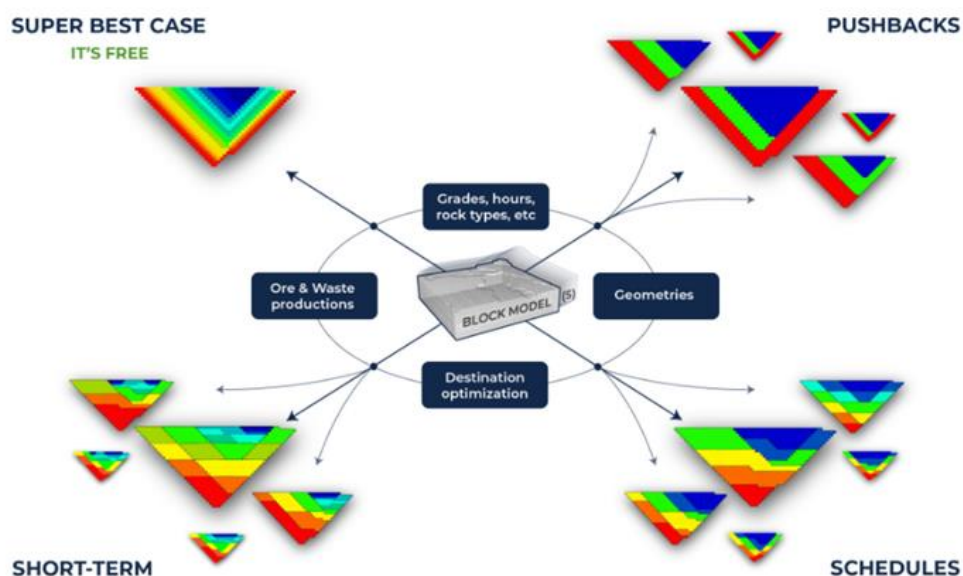 SUPER BEST CASE
IT'S FREE
PUSHBACKS
Grades, hours,
rock types, etc
Ore & Waste
productions
BLOCK MODEL
($)
Geometries
Destination
optimization
SHORT-TERM
SCHEDULES